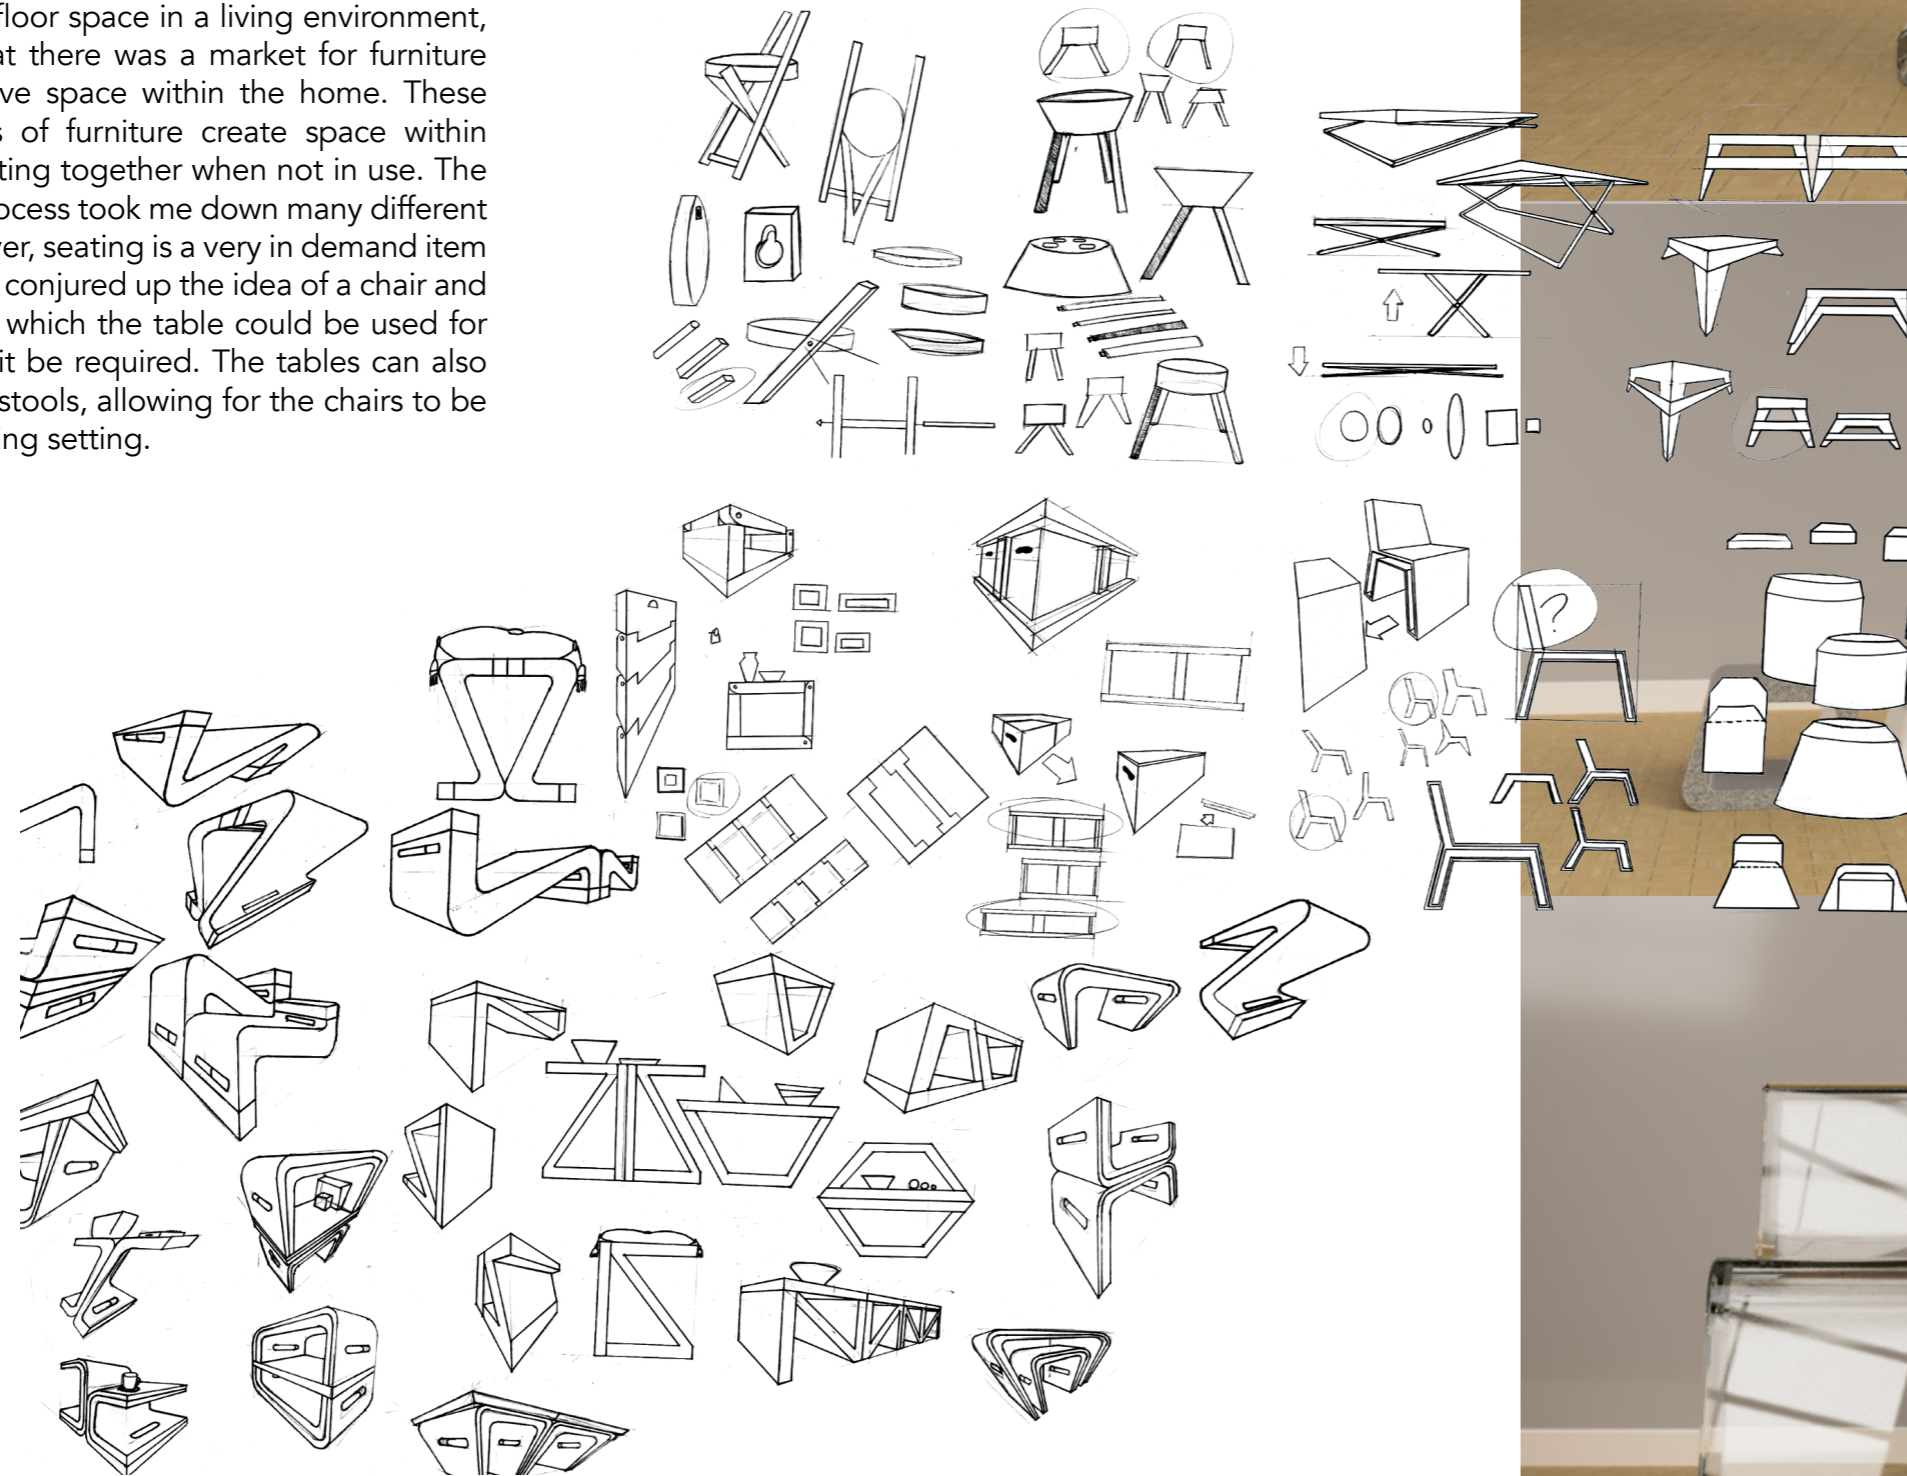 floor space in a living environment,
at there was a market for furniture
ve space within the home. These
s of furniture create space within
ting together when not in use. The
ocess took me down many different
er, seating is a very in demand item
conjured up the idea of a chair and
which the table could be used for
it be required. The tables can also
stools, allowing for the chairs to be
ing setting.
?